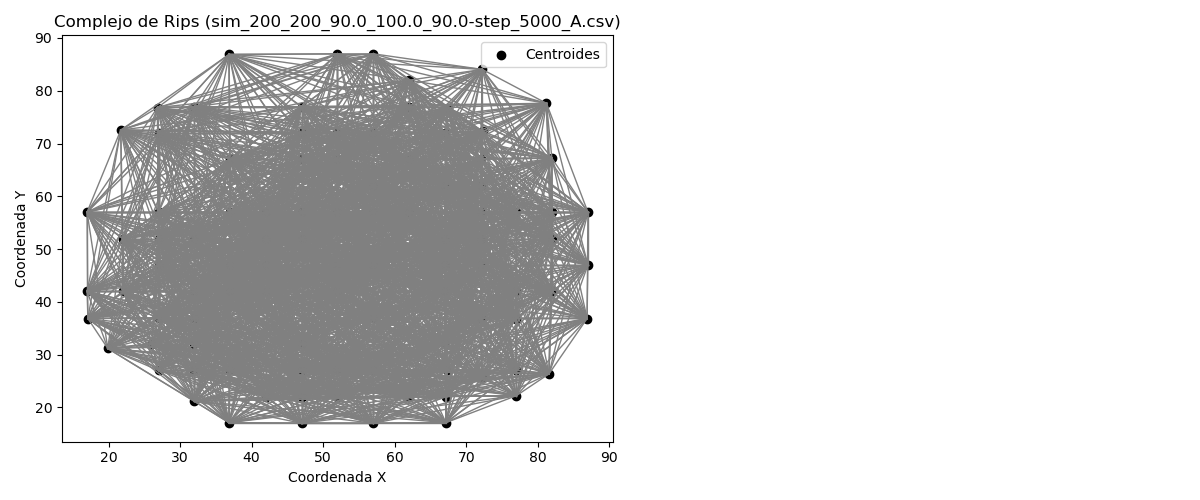 Complejo de Rips (sim_200_200_90.0_100.0_90.0-step_5000_A.csv)
Centroides
90
80
70
60
50
40
30
20
Coordenada Y
20 30 40 50 60 70 80 90
Coordenada X